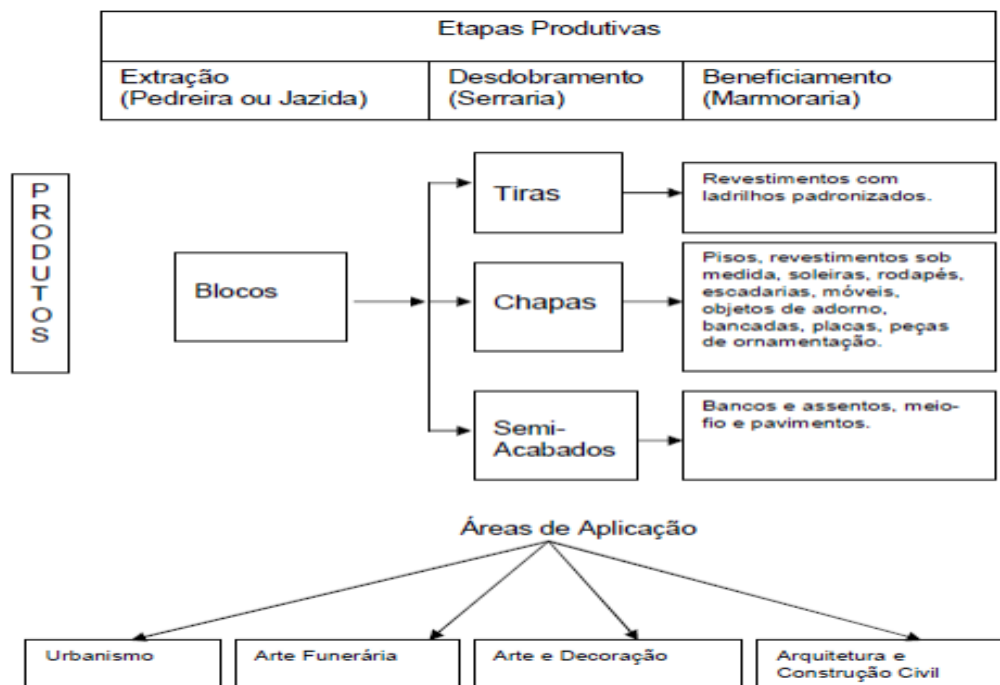 Etapas Produtivas
Extração
(Pedreira ou Jazida)
Desdobramento
(Serraria)
Beneficiamento
(Marmoraria)
P
R
O
D
U
T
O
S
Blocos
Tiras
Revestimentos com
ladrilhos padronizados.
Chapas
Pisos, revestimentos sob
medida, soleiras, rodapés,
escadarias, móveis,
objetos de adorno,
bancadas, placas, peças
de ornamentação.
Semi-
Acabados
Bancos e assentos, meio-
fio e pavimentos.
Áreas de Aplicação
Urbanismo
Arte Funerária
Arte e Decoração
Arquitetura e
Construção Civil